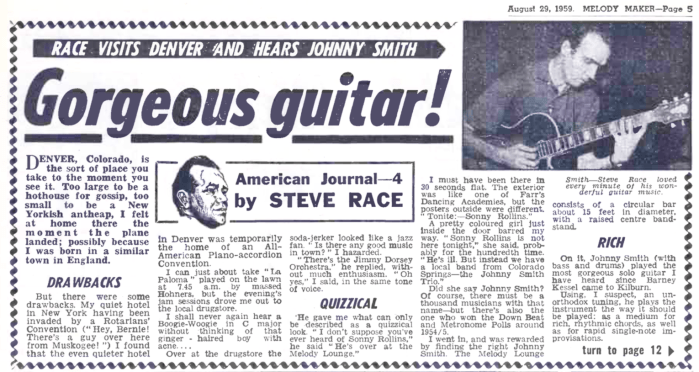 August 29, 1959. MELODY MAKER—Page 5
RACE VISITS DENVER AND HEARS JOHNNY SMITH
Gorgeous guitar!
DENVER, Colorado, is
the sort of place you
take to the moment you
see it. Too large to be a
hothouse for gossip, too
small to be a New
Yorkish antheap, I felt
at home there the
moment the plane
landed; possibly because
I was born in a similar
town in England.
DRAWBACKS
But there were some
drawbacks. My quiet hotel
in New York having been
invaded by a Rotarians'
Convention ("Hey, Bernie!
There's a guy over here
from Muskogee!") I found
that the even quieter hotel
American Journal—4
by STEVE RACE
in Denver was temporarily
the home of an All-
American Piano-accordion
Convention.
I can just about take "La
Paloma" played on the lawn
at 7.45 a.m. by massed
Hohners, but the evening's
jam sessions drove me out to
the local drugstore.
I shall never again hear a
Boogie-Woogie in C major
without thinking of that
ginger-haired boy with
acne. . . .
Over at the drugstore the
soda-jerker looked like a jazz
fan. "Is there any good music
in town?" I hazarded.
"There's the Jimmy Dorsey
Orchestra," he replied, with-
out much enthusiasm. "Oh
yes," I said, in the same tone
of voice.
QUIZZICAL
He gave me what can only
be described as a quizzical
look. "I don't suppose you've
ever heard of Sonny Rollins,"
he said "He's over at the
Melody Lounge."
I must have been there in
30 seconds flat. The exterior
was like one of Farr's
Dancing Academies, but the
posters outside were different.
"Tonite:—Sonny Rollins."
A pretty coloured girl just
inside the door barred my
way. "Sonny Rollins is not
here tonight," she said, prob-
ably for the hundredth time.
"He's ill. But instead we have
a local band from Colorado
Springs—the Johnny Smith
Trio."
Did she say Johnny Smith?
Of course, there must be a
thousand musicians with that
name—but there's also the
one who won the Down Beat
and Metronome Polls around
1954/5.
I went in, and was rewarded
by finding the right Johnny
Smith. The Melody Lounge
Smith—Steve Race loved
every minute of his won-
derful guitar music.
consists of a circular bar
about 15 feet in diameter,
with a raised centre band-
stand.
RICH
On it, Johnny Smith (with
bass and drums) played the
most gorgeous solo guitar I
have heard since Barney
Kessel came to Kilburn.
Using, I suspect, an un-
orthodox tuning, he plays the
instrument the way it should
be played: as a medium for
rich, rhythmic chords, as well
as for rapid single-note im-
provisations.
turn to page 12